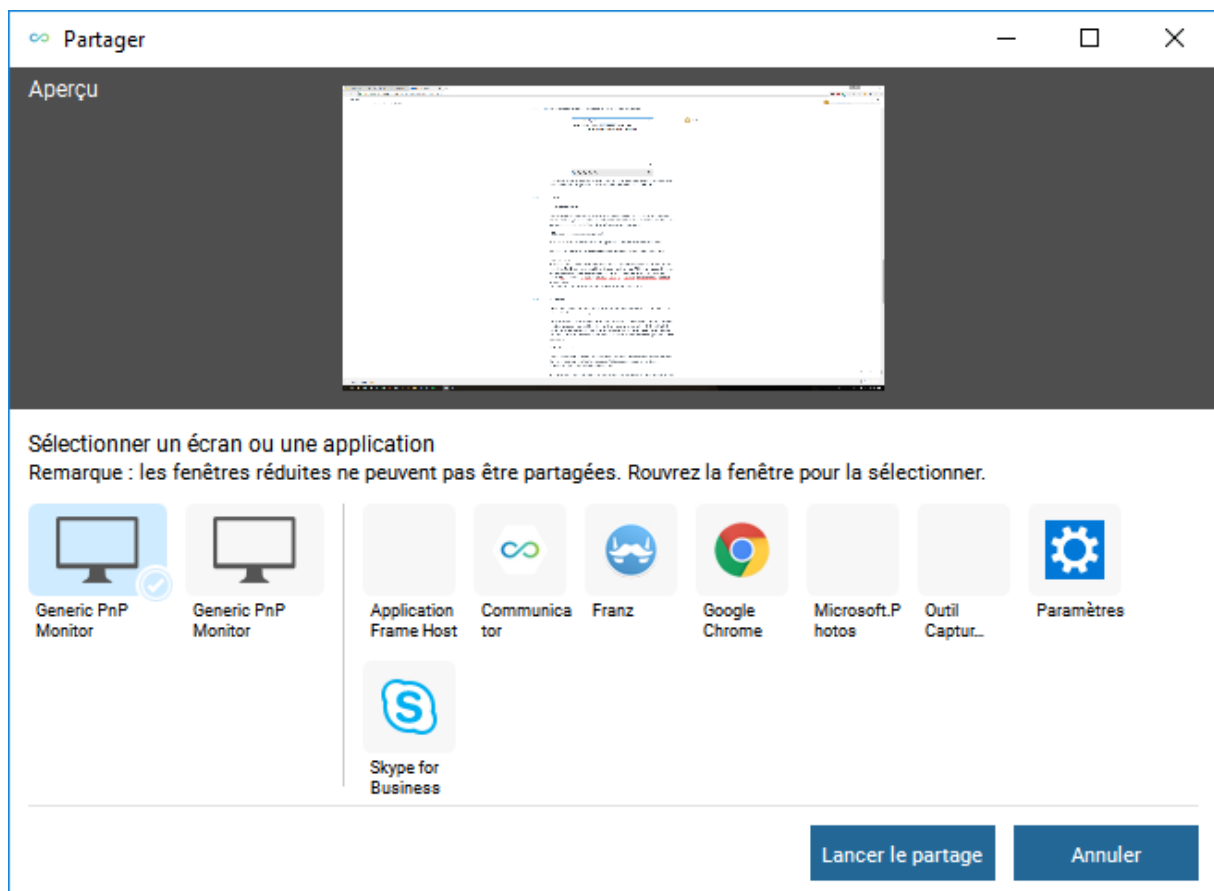 Partager
Aperçu
Sélectionner un écran ou une application
Remarque : les fenêtres réduites ne peuvent pas être partagées. Rouvrez la fenêtre pour la sélectionner.
Generic PnP
Monitor
Generic PnP
Monitor
Application
Frame Host
Communica
tor
Franz
Google
Chrome
Microsoft.P
hotos
Outil
Captur...
Paramètres
Skype for
Business
Lancer le partage
Annuler